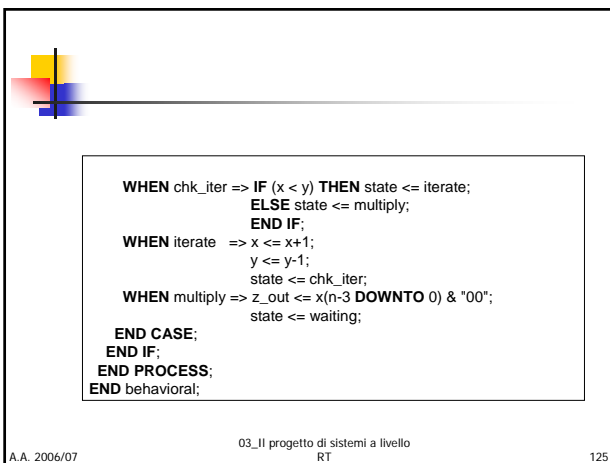 WHEN chk_iter => IF (x < y) THEN state <= iterate;
ELSE state <= multiply;
END IF;
WHEN iterate => x <= x+1;
y <= y-1;
state <= chk_iter;
WHEN multiply => z_out <= x(n-3 DOWNTO 0) & "00";
state <= waiting;
END CASE;
END IF;
END PROCESS;
END behavioral;
03_Il progetto di sistemi a livello
A.A. 2006/07 RT 125